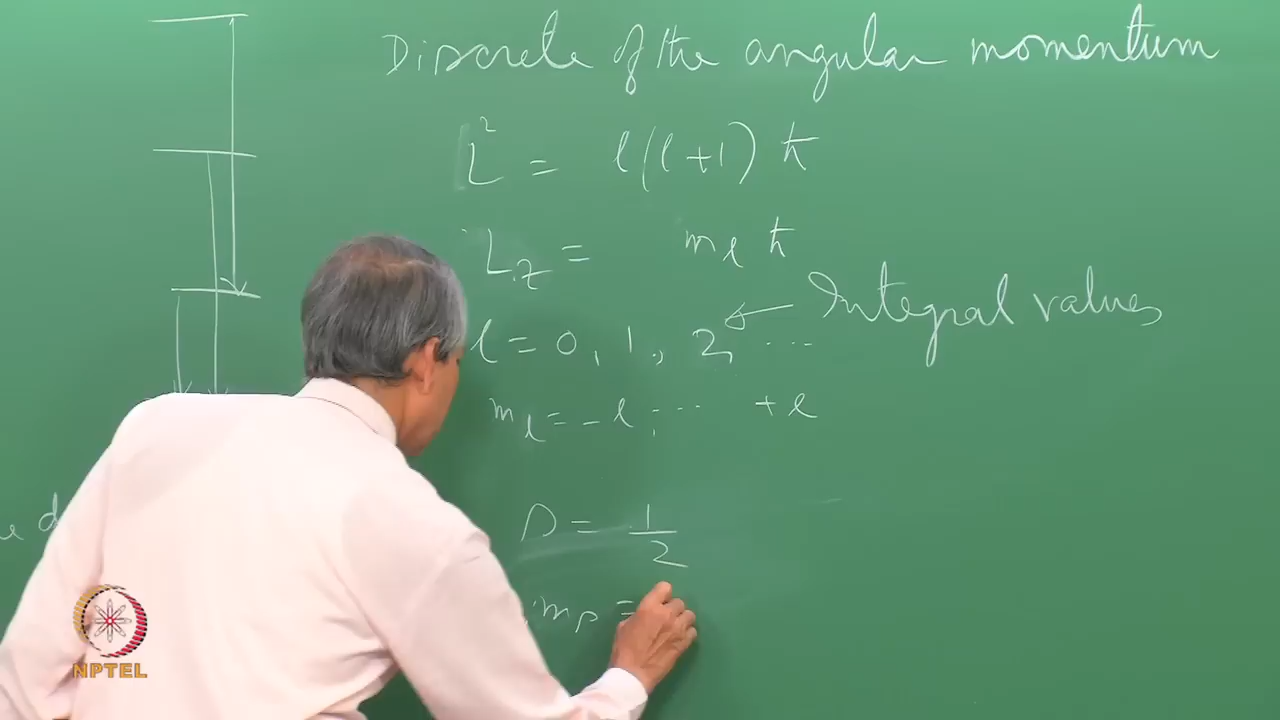 Discrete of the angular momentum
L² = l(l+1) ħ
L_z = m_l ħ
l = 0, 1, 2, ... ← Integral values
m_l = -l, ... +l
s = 1/2
m_s =
NPTEL